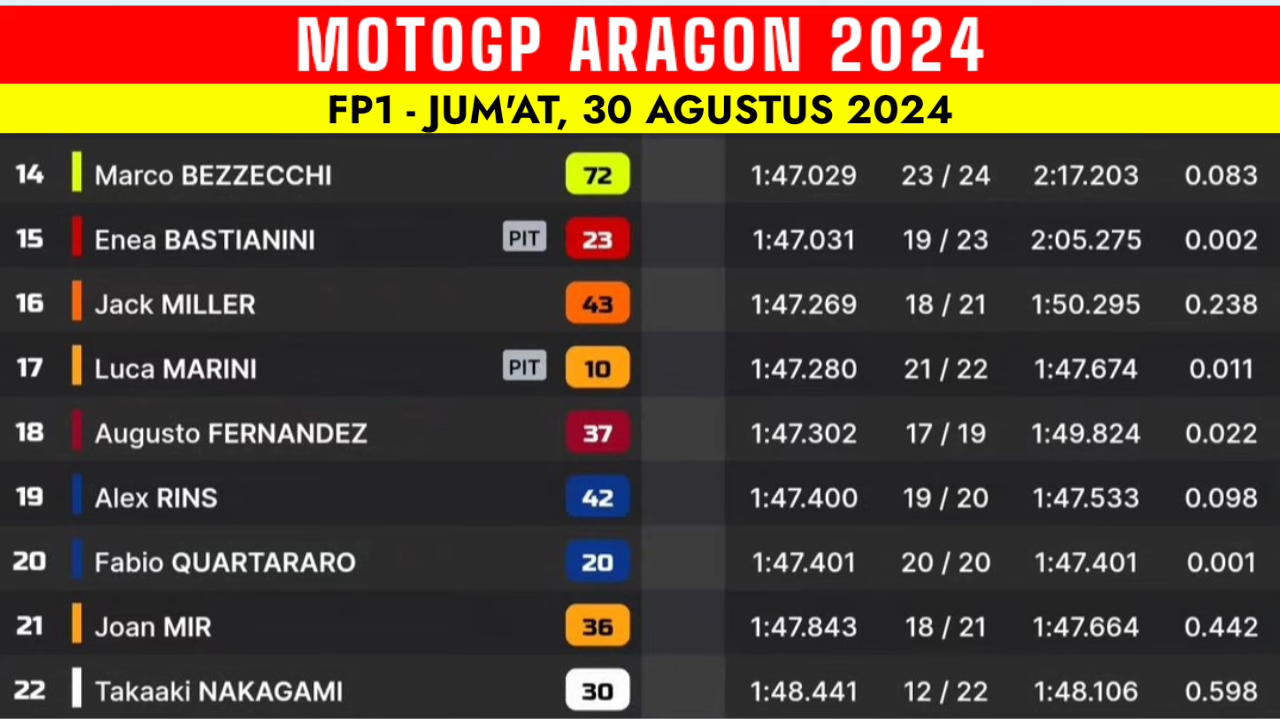 MOTOGP ARAGON 2024
FP1 - JUM'AT, 30 AGUSTUS 2024
14 Marco BEZZECCHI 72 1:47.029 23 / 24 2:17.203 0.083
15 Enea BASTIANINI PIT 23 1:47.031 19 / 23 2:05.275 0.002
16 Jack MILLER 43 1:47.269 18 / 21 1:50.295 0.238
17 Luca MARINI PIT 10 1:47.280 21 / 22 1:47.674 0.011
18 Augusto FERNANDEZ 37 1:47.302 17 / 19 1:49.824 0.022
19 Alex RINS 42 1:47.400 19 / 20 1:47.533 0.098
20 Fabio QUARTARARO 20 1:47.401 20 / 20 1:47.401 0.001
21 Joan MIR 36 1:47.843 18 / 21 1:47.664 0.442
22 Takaaki NAKAGAMI 30 1:48.441 12 / 22 1:48.106 0.598